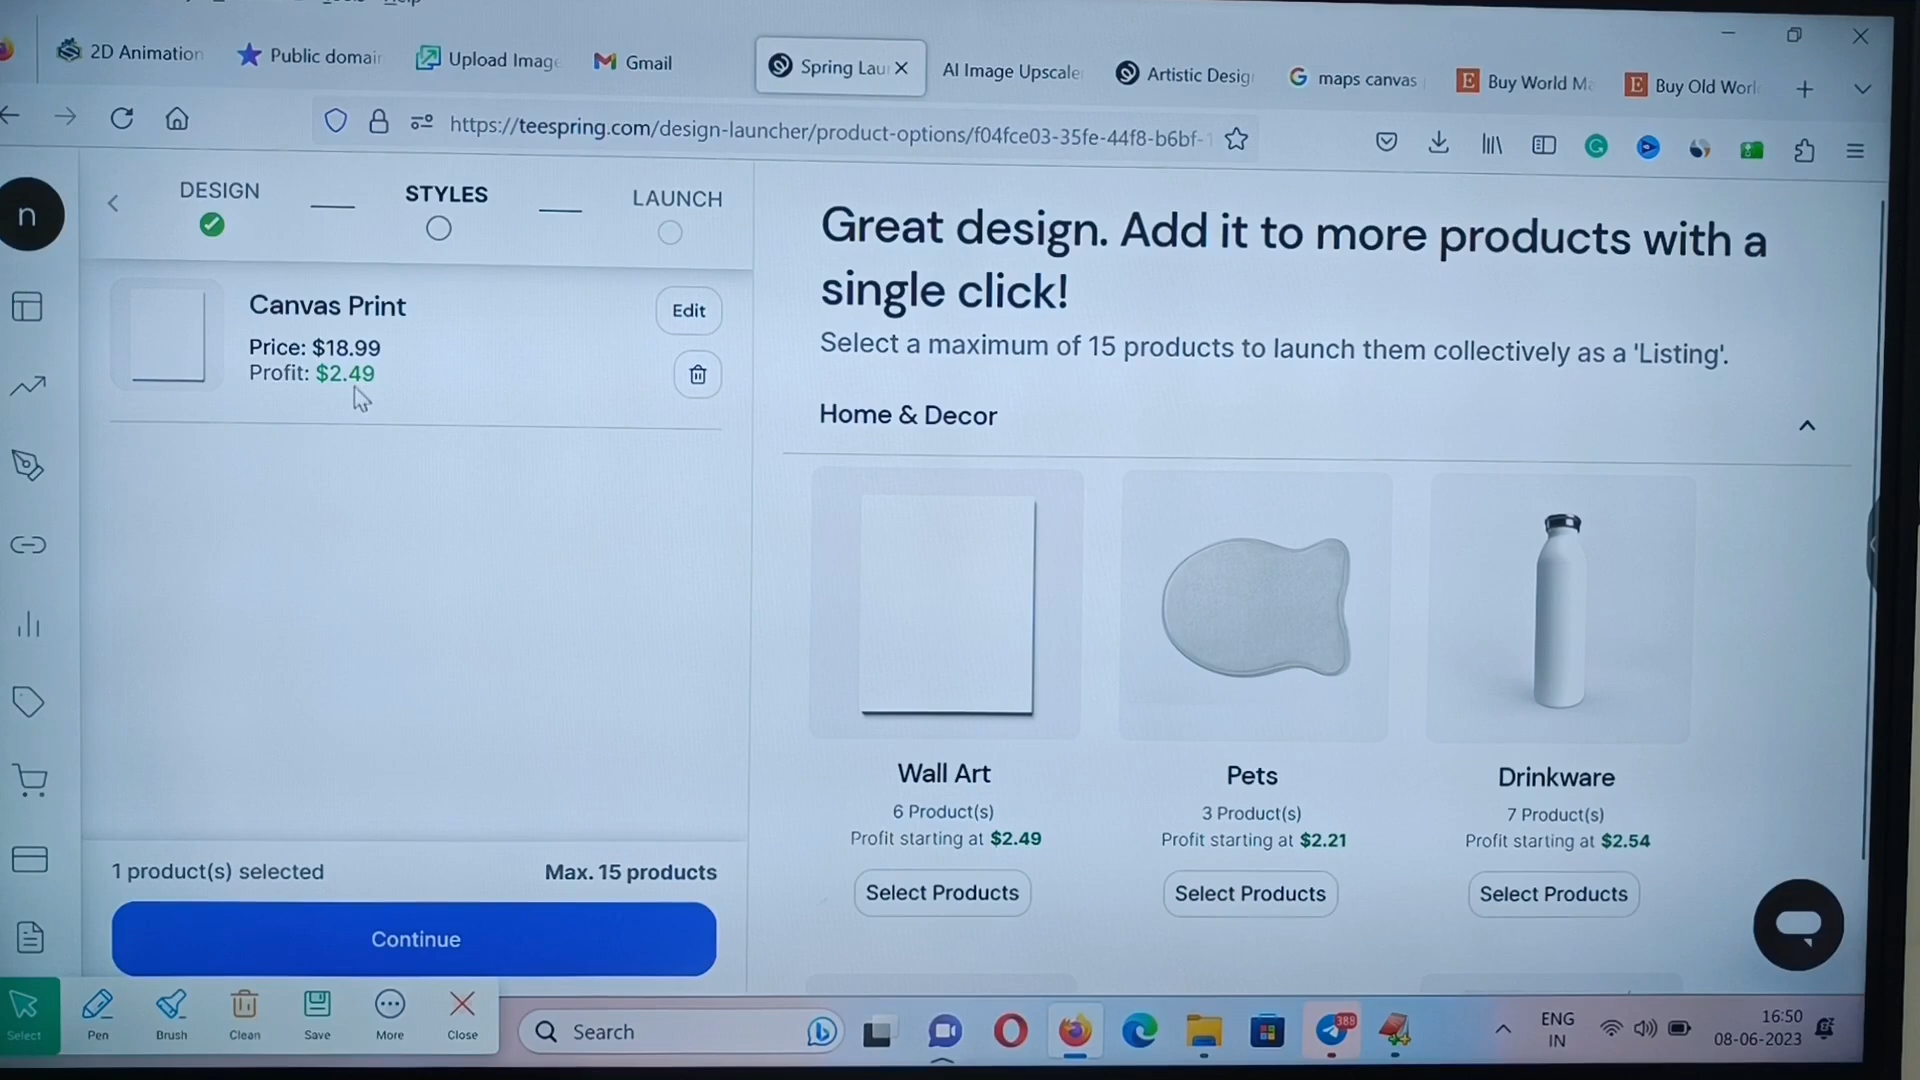 2D Animation
Public domain
Upload Image
Gmail
Spring Lau
AI Image Upscaler
Artistic Desig
maps canvas
Buy World Ma
Buy Old Worl
https://teespring.com/design-launcher/product-options/f04fce03-35fe-44f8-b6bf-1
n
DESIGN
STYLES
LAUNCH
Canvas Print
Price: $18.99
Profit: $2.49
Edit
Great design. Add it to more products with a
single click!
Select a maximum of 15 products to launch them collectively as a 'Listing'.
Home & Decor
Wall Art
6 Product(s)
Profit starting at $2.49
Select Products
Pets
3 Product(s)
Profit starting at $2.21
Select Products
Drinkware
7 Product(s)
Profit starting at $2.54
Select Products
1 product(s) selected
Max. 15 products
Continue
Select
Pen
Brush
Clean
Save
More
Close
Search
388
ENG
IN
16:50
08-06-2023